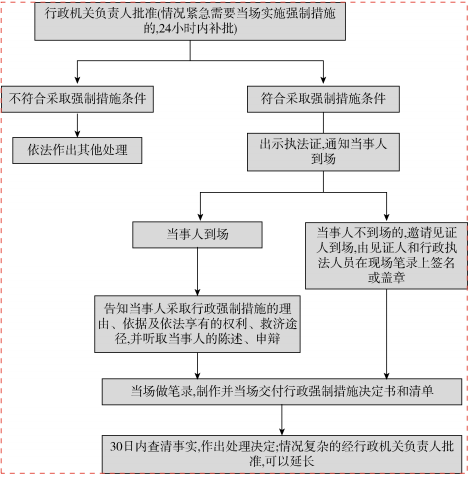 行政机关负责人批准(情况紧急需要当场实施强制措施
的,24小时内补批)
不符合采取强制措施条件
符合采取强制措施条件
依法作出其他处理
出示执法证,通知当事人
到场
当事人到场
当事人不到场的,邀请见证
人到场,由见证人和行政执
法人员在现场笔录上签名
或盖章
告知当事人采取行政强制措施的理
由、依据及依法享有的权利、救济途
径,并听取当事人的陈述、申辩
当场做笔录,制作并当场交付行政强制措施决定书和清单
30日内查清事实,作出处理决定;情况复杂的经行政机关负责人批
准,可以延长